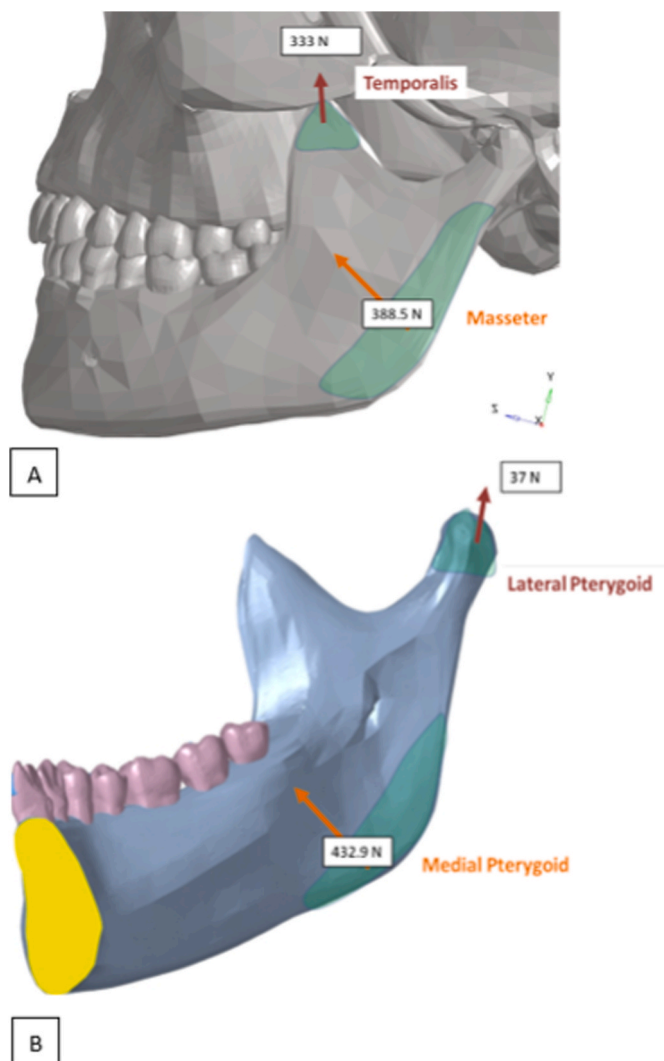 333 N
Temporalis
388.5 N
Masseter
Y
Z
X
A
37 N
Lateral Pterygoid
432.9 N
Medial Pterygoid
B